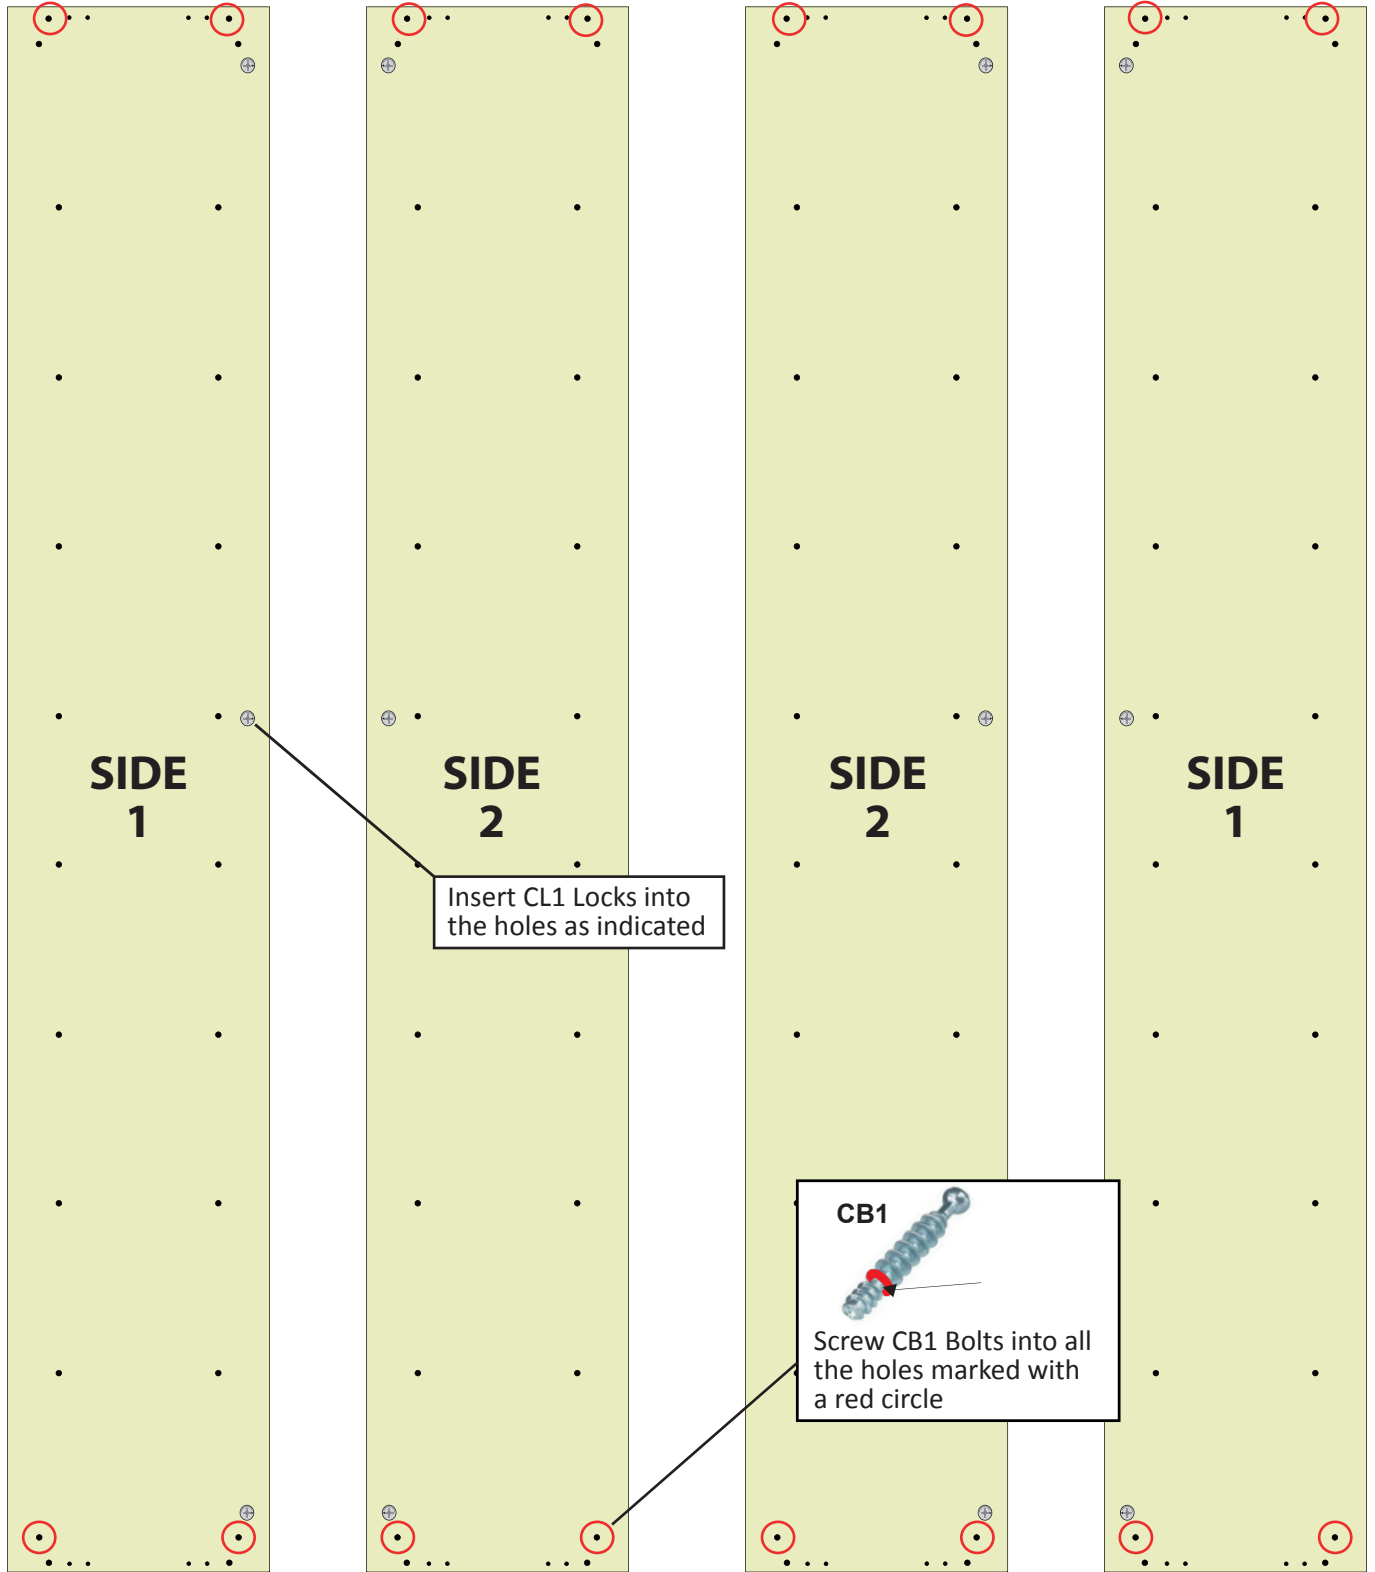 SIDE
1
SIDE
2
SIDE
2
SIDE
1
Insert CL1 Locks into
the holes as indicated
CB1
Screw CB1 Bolts into all
the holes marked with
a red circle